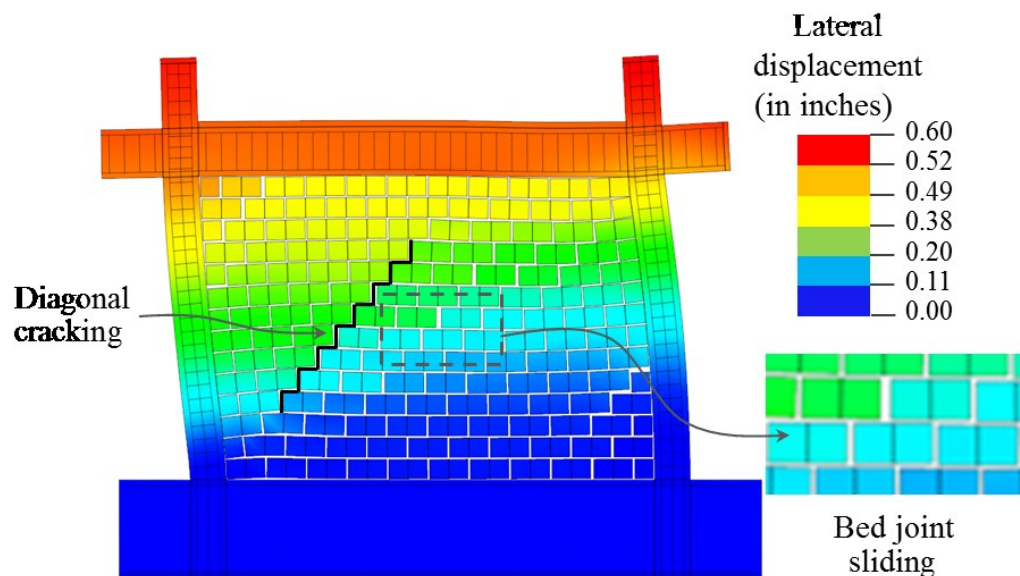 Lateral
displacement
(in inches)
0.60
0.52
0.49
0.38
0.20
0.11
0.00
Diagonal
cracking
Bed joint
sliding